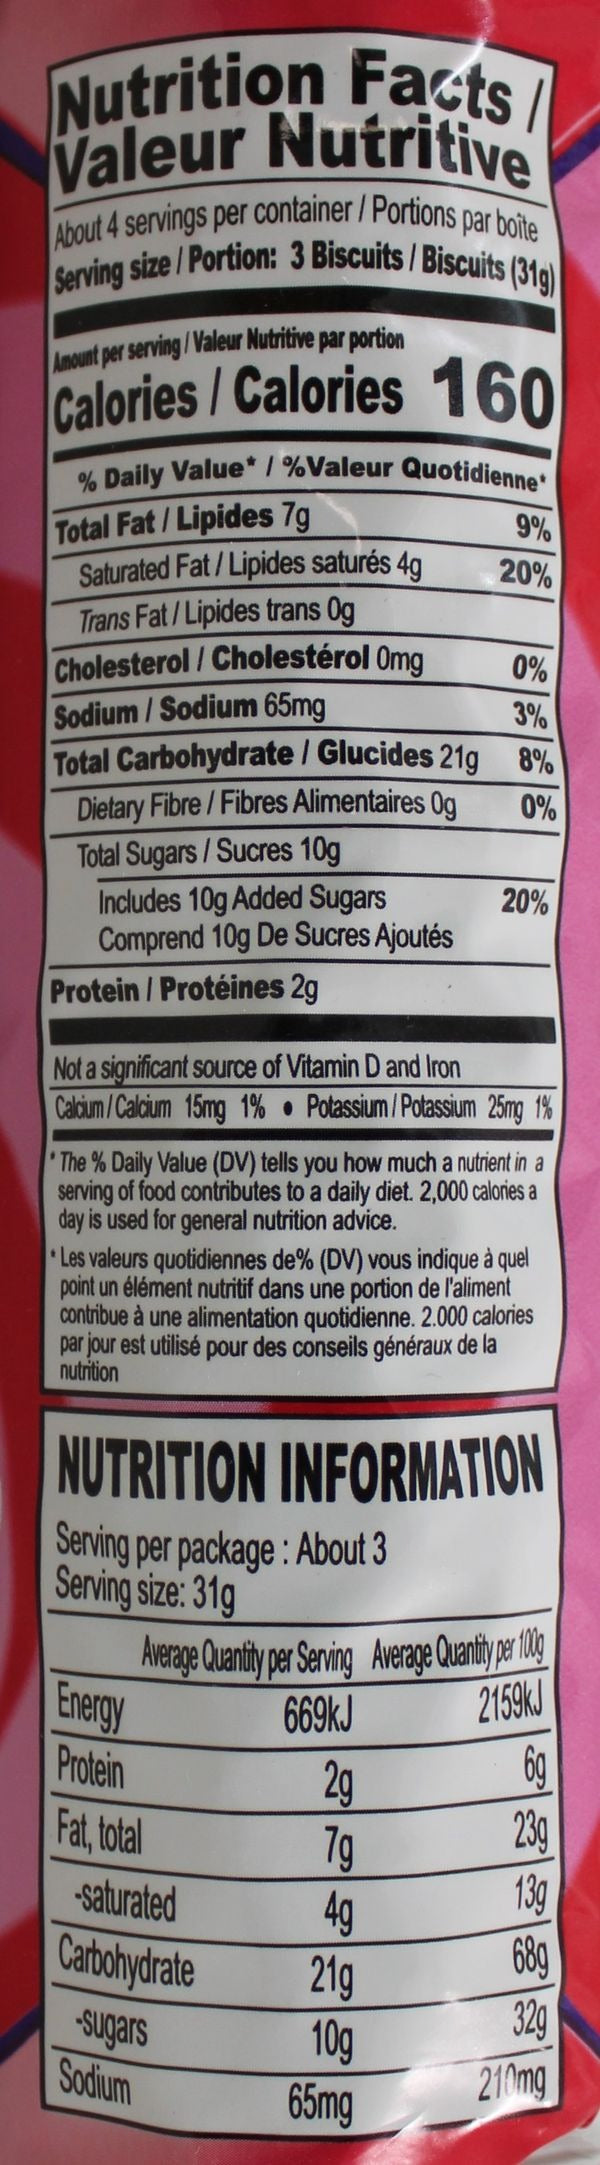 Nutrition Facts /
Valeur Nutritive
About 4 servings per container / Portions par boîte
Serving size / Portion: 3 Biscuits / Biscuits (31g)
Amount per serving / Valeur Nutritive par portion
Calories / Calories 160
% Daily Value* / %Valeur Quotidienne*
Total Fat / Lipides 7g 9%
Saturated Fat / Lipides saturés 4g 20%
Trans Fat / Lipides trans 0g
Cholesterol / Cholestérol 0mg 0%
Sodium / Sodium 65mg 3%
Total Carbohydrate / Glucides 21g 8%
Dietary Fibre / Fibres Alimentaires 0g 0%
Total Sugars / Sucres 10g
Includes 10g Added Sugars 20%
Comprend 10g De Sucres Ajoutés
Protein / Protéines 2g
Not a significant source of Vitamin D and Iron
Calcium / Calcium 15mg 1% • Potassium / Potassium 25mg 1%
* The % Daily Value (DV) tells you how much a nutrient in a
serving of food contributes to a daily diet. 2,000 calories a
day is used for general nutrition advice.
* Les valeurs quotidiennes de% (DV) vous indique à quel
point un élément nutritif dans une portion de l'aliment
contribue à une alimentation quotidienne. 2.000 calories
par jour est utilisé pour des conseils généraux de la
nutrition
NUTRITION INFORMATION
Serving per package : About 3
Serving size: 31g
Average Quantity per Serving Average Quantity per 100g
Energy 669kJ 2159kJ
Protein 2g 6g
Fat, total 7g 23g
-saturated 4g 13g
Carbohydrate 21g 68g
-sugars 10g 32g
Sodium 65mg 210mg